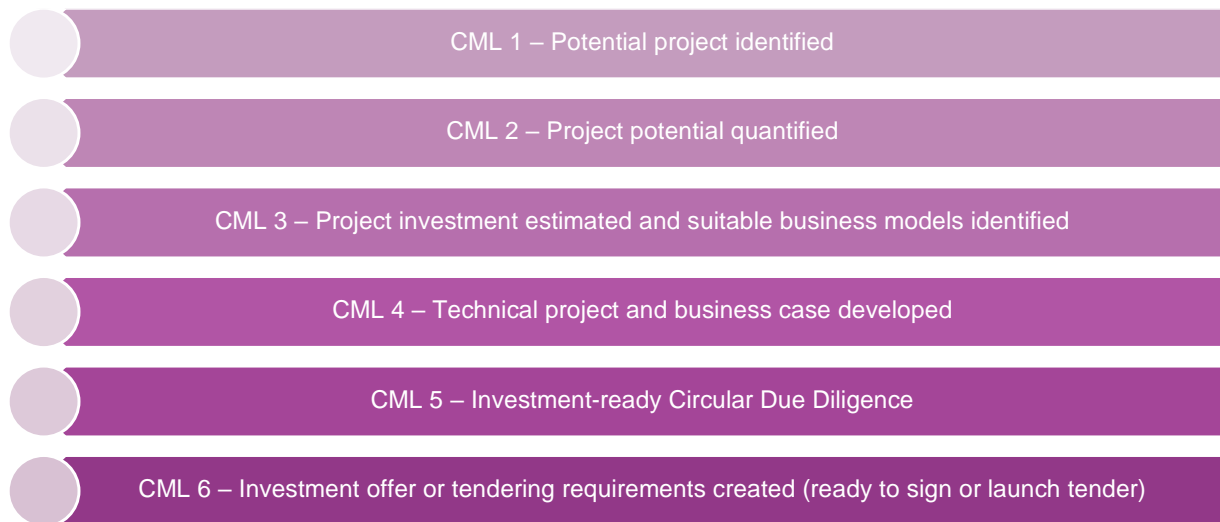 CML 1 – Potential project identified
CML 2 – Project potential quantified
CML 3 – Project investment estimated and suitable business models identified
CML 4 – Technical project and business case developed
CML 5 – Investment-ready Circular Due Diligence
CML 6 – Investment offer or tendering requirements created (ready to sign or launch tender)